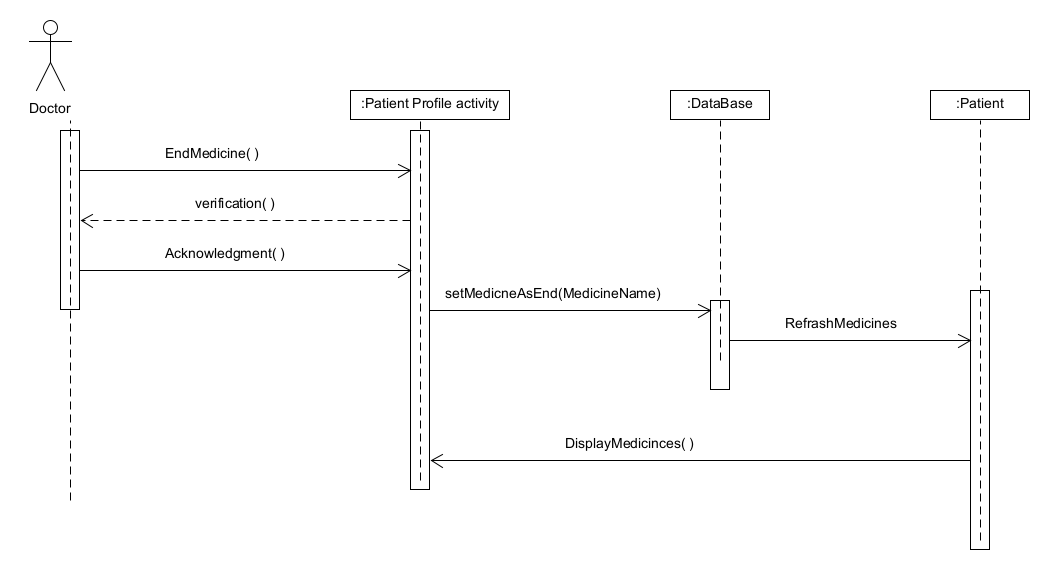 Doctor
:Patient Profile activity
:DataBase
:Patient
EndMedicine( )
verification( )
Acknowledgment( )
setMedicneAsEnd(MedicineName)
RefrashMedicines
DisplayMedicinces( )